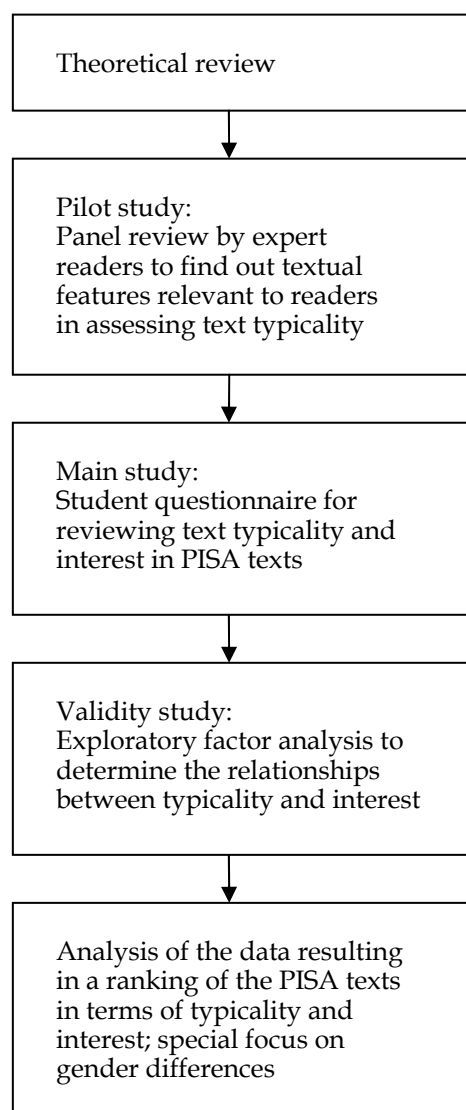 Theoretical review
Pilot study:
Panel review by expert
readers to find out textual
features relevant to readers
in assessing text typicality
Main study:
Student questionnaire for
reviewing text typicality and
interest in PISA texts
Validity study:
Exploratory factor analysis to
determine the relationships
between typicality and interest
Analysis of the data resulting
in a ranking of the PISA texts
in terms of typicality and
interest; special focus on
gender differences